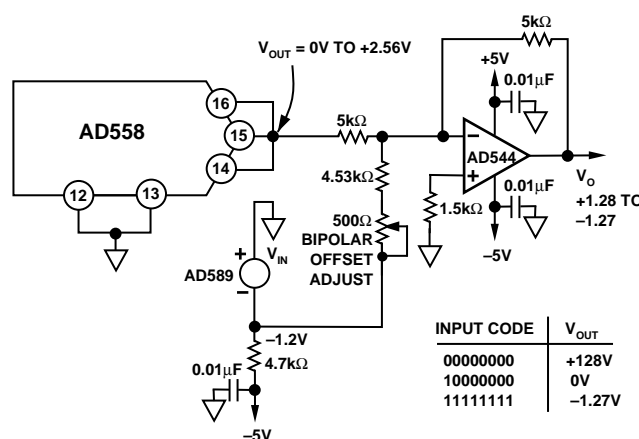 V_OUT = 0V TO +2.56V
5kΩ
+5V
0.01μF
16
AD558
15
14
5kΩ
–
AD544
+
4.53kΩ
12
13
0.01μF
V_O
+1.28 TO
–1.27
1.5kΩ
500Ω
BIPOLAR
OFFSET
ADJUST
–5V
+
V_IN
AD589
–
–1.2V
4.7kΩ
0.01μF
–5V
INPUT CODE V_OUT
00000000 +128V
10000000 0V
11111111 –1.27V